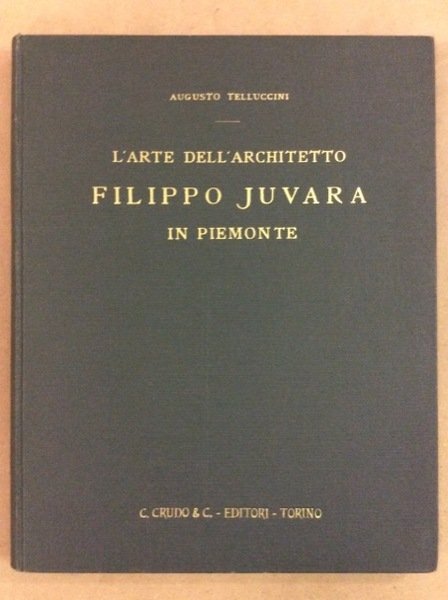 AUGUSTO TELLUCCINI
L'ARTE DELL'ARCHITETTO
FILIPPO JUVARA
IN PIEMONTE
C. CRUDO & C. - EDITORI - TORINO